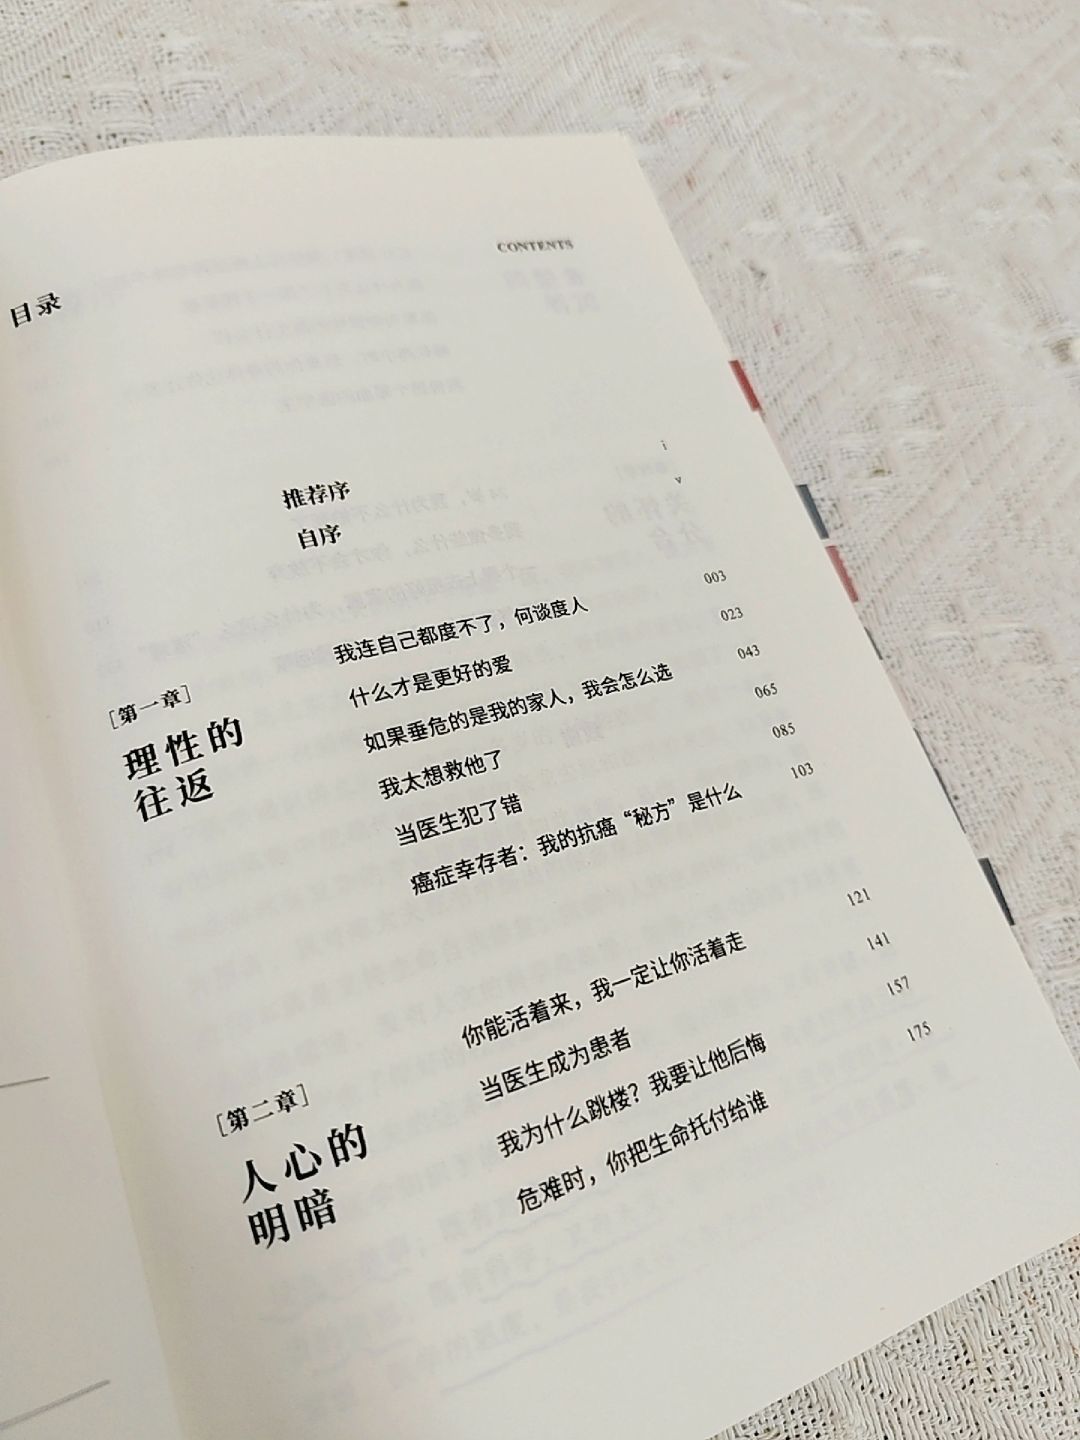 目录
CONTENTS
推荐序 i
自序 v
[第一章]
理性的
往返
我连自己都度不了，何谈度人 003
什么才是更好的爱 023
如果垂危的是我的家人，我会怎么选 043
我太想救他了 065
当医生犯了错 085
癌症幸存者：我的抗癌“秘方”是什么 103
[第二章]
人心的
明暗
你能活着来，我一定让你活着走 121
当医生成为患者 141
我为什么跳楼？我要让他后悔 157
危难时，你把生命托付给谁 175